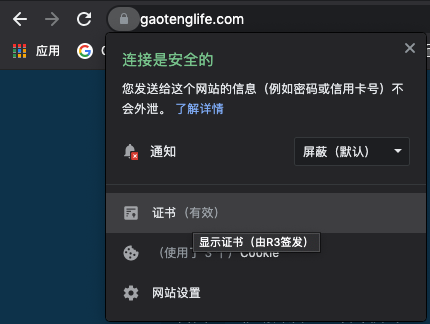 gaotenglife.com
应用
连接是安全的
您发送给这个网站的信息（例如密码或信用卡号）不
会外泄。 了解详情
通知
屏蔽（默认）
证书（有效）
显示证书（由R3签发）
（使用了 3 个）Cookie
网站设置